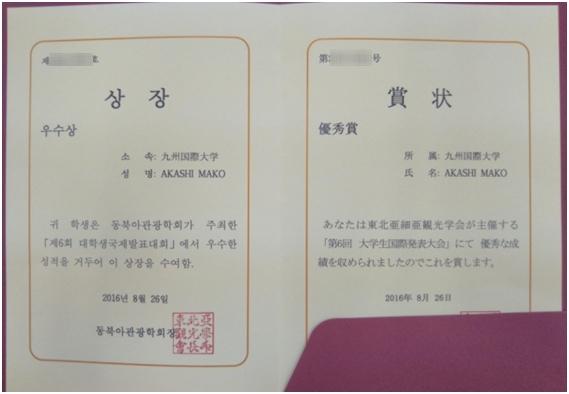 제 호
상 장
우수상
소 속: 九州国際大学
성 명: AKASHI MAKO
귀 학생은 동북아관광학회가 주최한
「제6회 대학생국제발표대회」에서 우수한
성적을 거두어 이 상장을 수여함.
2016년 8월 26일
동북아관광학회장
第 号
賞 状
優秀賞
所 属: 九州国際大学
氏 名: AKASHI MAKO
あなたは東北亜細亜観光学会が主催する
「第6回 大学生国際発表大会」にて 優秀な成
績を収められましたのでこれを賞します。
2016年 8月 26日